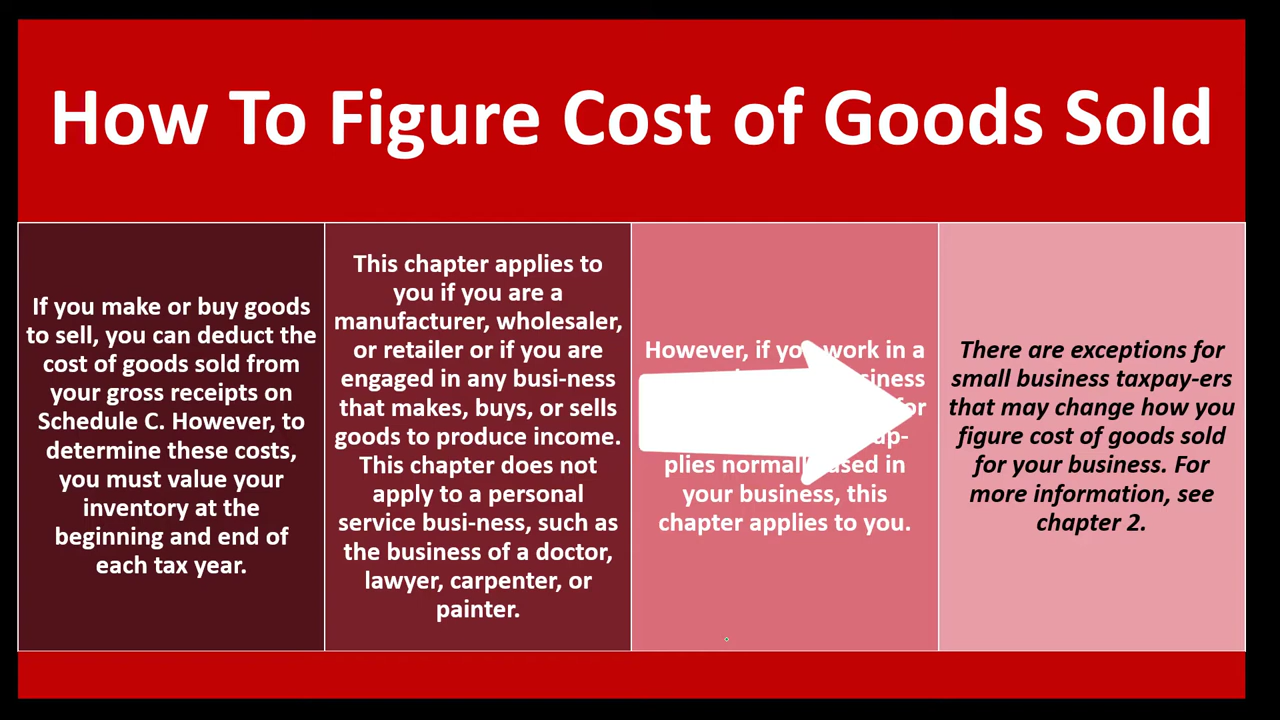 How To Figure Cost of Goods Sold
If you make or buy goods
to sell, you can deduct the
cost of goods sold from
your gross receipts on
Schedule C. However, to
determine these costs,
you must value your
inventory at the
beginning and end of
each tax year.
This chapter applies to
you if you are a
manufacturer, wholesaler,
or retailer or if you are
engaged in any busi-ness
that makes, buys, or sells
goods to produce income.
This chapter does not
apply to a personal
service busi-ness, such as
the business of a doctor,
lawyer, carpenter, or
painter.
However, if you work in a
plies normally used in
your business, this
chapter applies to you.
There are exceptions for
small business taxpay-ers
that may change how you
figure cost of goods sold
for your business. For
more information, see
chapter 2.